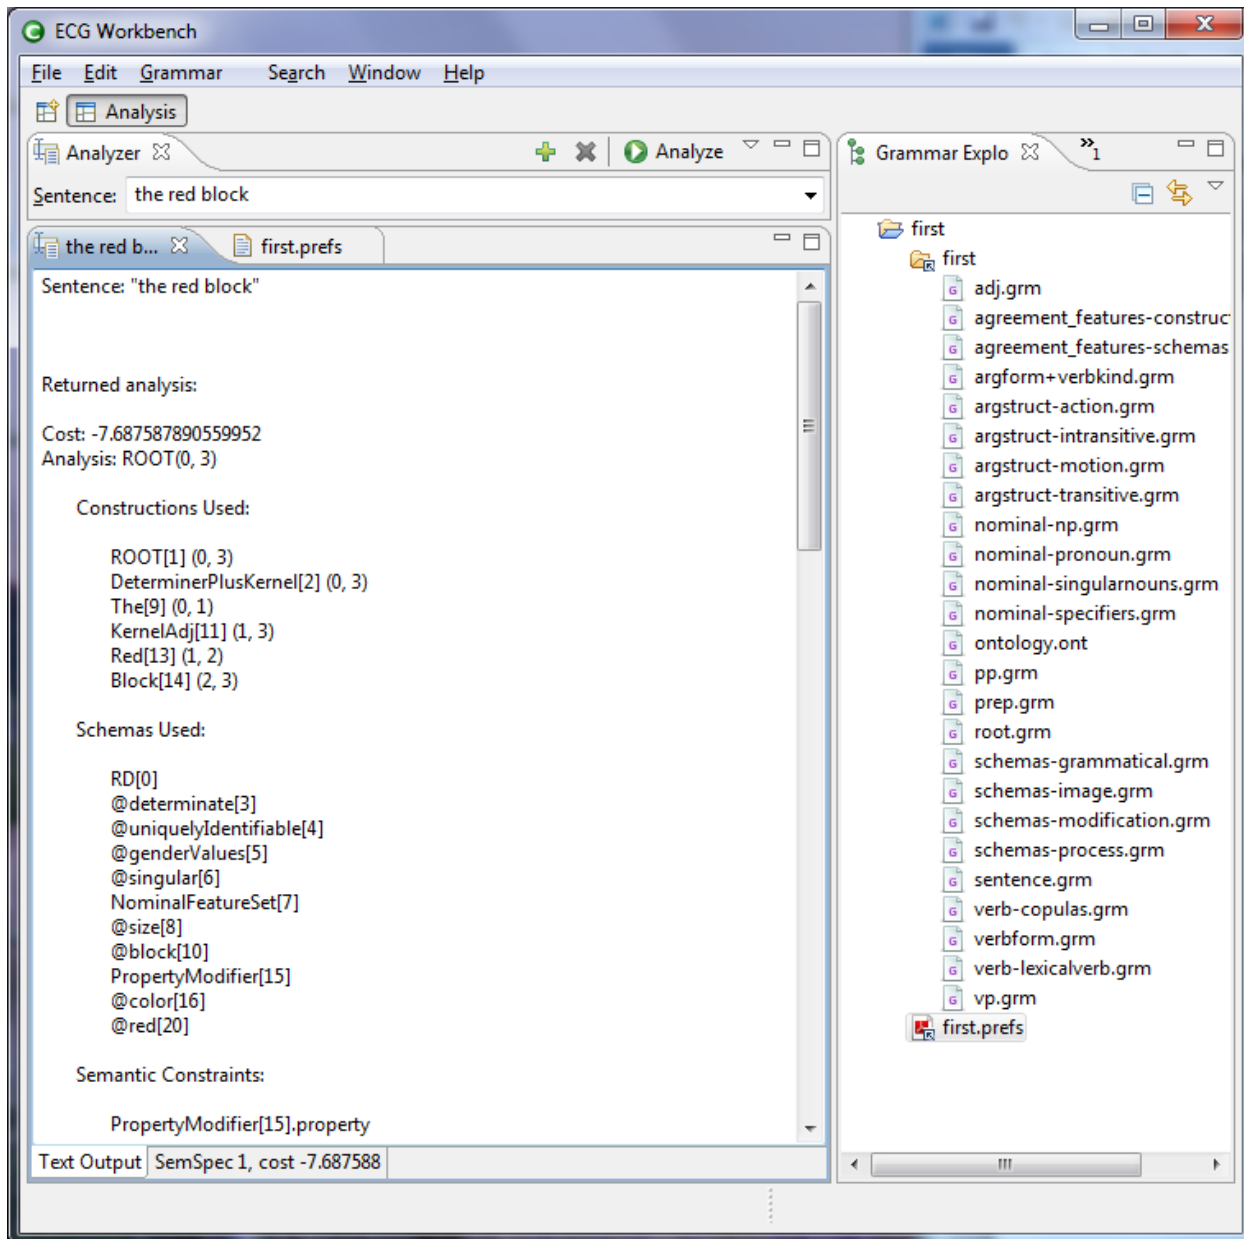 ECG Workbench
File Edit Grammar Search Window Help
Analysis
Analyzer
Analyze
Sentence: the red block
the red b...
first.prefs
Sentence: "the red block"
Returned analysis:
Cost: -7.687587890559952
Analysis: ROOT(0, 3)
Constructions Used:
ROOT[1] (0, 3)
DeterminerPlusKernel[2] (0, 3)
The[9] (0, 1)
KernelAdj[11] (1, 3)
Red[13] (1, 2)
Block[14] (2, 3)
Schemas Used:
RD[0]
@determinate[3]
@uniquelyIdentifiable[4]
@genderValues[5]
@singular[6]
NominalFeatureSet[7]
@size[8]
@block[10]
PropertyModifier[15]
@color[16]
@red[20]
Semantic Constraints:
PropertyModifier[15].property
Text Output
SemSpec 1, cost -7.687588
Grammar Explo
»1
first
first
adj.grm
agreement_features-construc
agreement_features-schemas
argform+verbkind.grm
argstruct-action.grm
argstruct-intransitive.grm
argstruct-motion.grm
argstruct-transitive.grm
nominal-np.grm
nominal-pronoun.grm
nominal-singularnouns.grm
nominal-specifiers.grm
ontology.ont
pp.grm
prep.grm
root.grm
schemas-grammatical.grm
schemas-image.grm
schemas-modification.grm
schemas-process.grm
sentence.grm
verb-copulas.grm
verbform.grm
verb-lexicalverb.grm
vp.grm
first.prefs